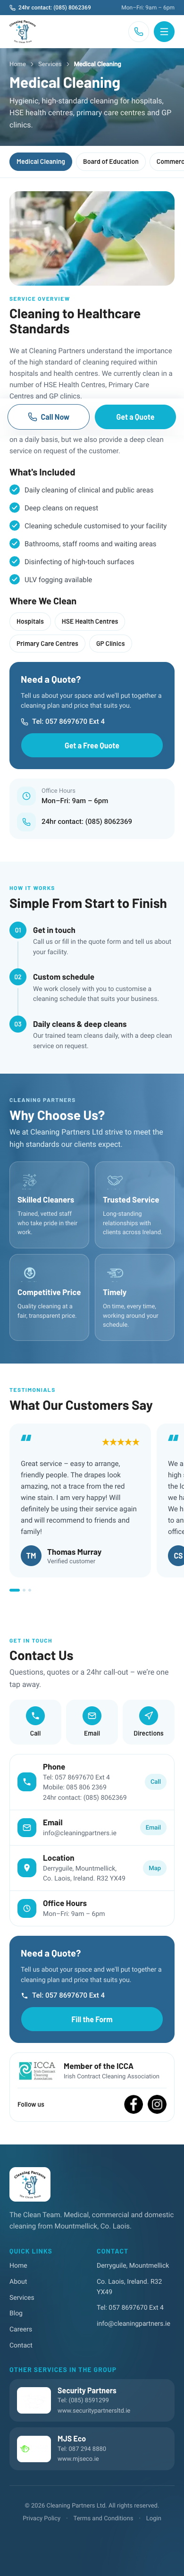 24hr contact: (085) 8062369
Mon–Fri: 9am – 6pm
Cleaning Partners
Home > Services > Medical Cleaning
Medical Cleaning
Hygienic, high-standard cleaning for hospitals,
HSE health centres, primary care centres and GP
clinics.
Medical Cleaning
Board of Education
Commerc
SERVICE OVERVIEW
Cleaning to Healthcare
Standards
We at Cleaning Partners understand the importance
of the high standard of cleaning required within
hospitals and health centres. We currently clean in a
number of HSE Health Centres, Primary Care
Centres and GP clinics.
Call Now
Get a Quote
on a daily basis, but we also provide a deep clean
service on request of the customer.
What's Included
Daily cleaning of clinical and public areas
Deep cleans on request
Cleaning schedule customised to your facility
Bathrooms, staff rooms and waiting areas
Disinfecting of high-touch surfaces
ULV fogging available
Where We Clean
Hospitals
HSE Health Centres
Primary Care Centres
GP Clinics
Need a Quote?
Tell us about your space and we'll put together a
cleaning plan and price that suits you.
Tel: 057 8697670 Ext 4
Get a Free Quote
Office Hours
Mon–Fri: 9am – 6pm
24hr contact: (085) 8062369
HOW IT WORKS
Simple From Start to Finish
01
Get in touch
Call us or fill in the quote form and tell us about
your facility.
02
Custom schedule
We work closely with you to customise a
cleaning schedule that suits your business.
03
Daily cleans & deep cleans
Our trained team cleans daily, with a deep clean
service on request.
CLEANING PARTNERS
Why Choose Us?
We at Cleaning Partners Ltd strive to meet the
high standards our clients expect.
Skilled Cleaners
Trained, vetted staff
who take pride in their
work.
Trusted Service
Long-standing
relationships with
clients across Ireland.
Competitive Price
Quality cleaning at a
fair, transparent price.
Timely
On time, every time,
working around your
schedule.
TESTIMONIALS
What Our Customers Say
Great service – easy to arrange,
friendly people. The drapes look
amazing, not a trace from the red
wine stain. I am very happy! Will
definitely be using their service again
and would recommend to friends and
family!
TM
Thomas Murray
Verified customer
We a
high
the l
we h
We h
to an
offic
CS
GET IN TOUCH
Contact Us
Questions, quotes or a 24hr call-out – we're one
tap away.
Call
Email
Directions
Phone
Tel: 057 8697670 Ext 4
Mobile: 085 806 2369
24hr contact: (085) 8062369
Call
Email
info@cleaningpartners.ie
Email
Location
Derryguile, Mountmellick,
Co. Laois, Ireland. R32 YX49
Map
Office Hours
Mon–Fri: 9am – 6pm
Need a Quote?
Tell us about your space and we'll put together a
cleaning plan and price that suits you.
Tel: 057 8697670 Ext 4
Fill the Form
ICCA
Member of the ICCA
Irish Contract Cleaning Association
Follow us
Cleaning Partners
The Clean Team. Medical, commercial and domestic
cleaning from Mountmellick, Co. Laois.
QUICK LINKS
Home
About
Services
Blog
Careers
Contact
CONTACT
Derryguile, Mountmellick
Co. Laois, Ireland. R32
YX49
Tel: 057 8697670 Ext 4
info@cleaningpartners.ie
OTHER SERVICES IN THE GROUP
Security Partners
Tel: (085) 8591299
www.securitypartnersltd.ie
MJS Eco
Tel: 087 294 8880
www.mjseco.ie
© 2026 Cleaning Partners Ltd. All rights reserved.
Privacy Policy · Terms and Conditions · Login